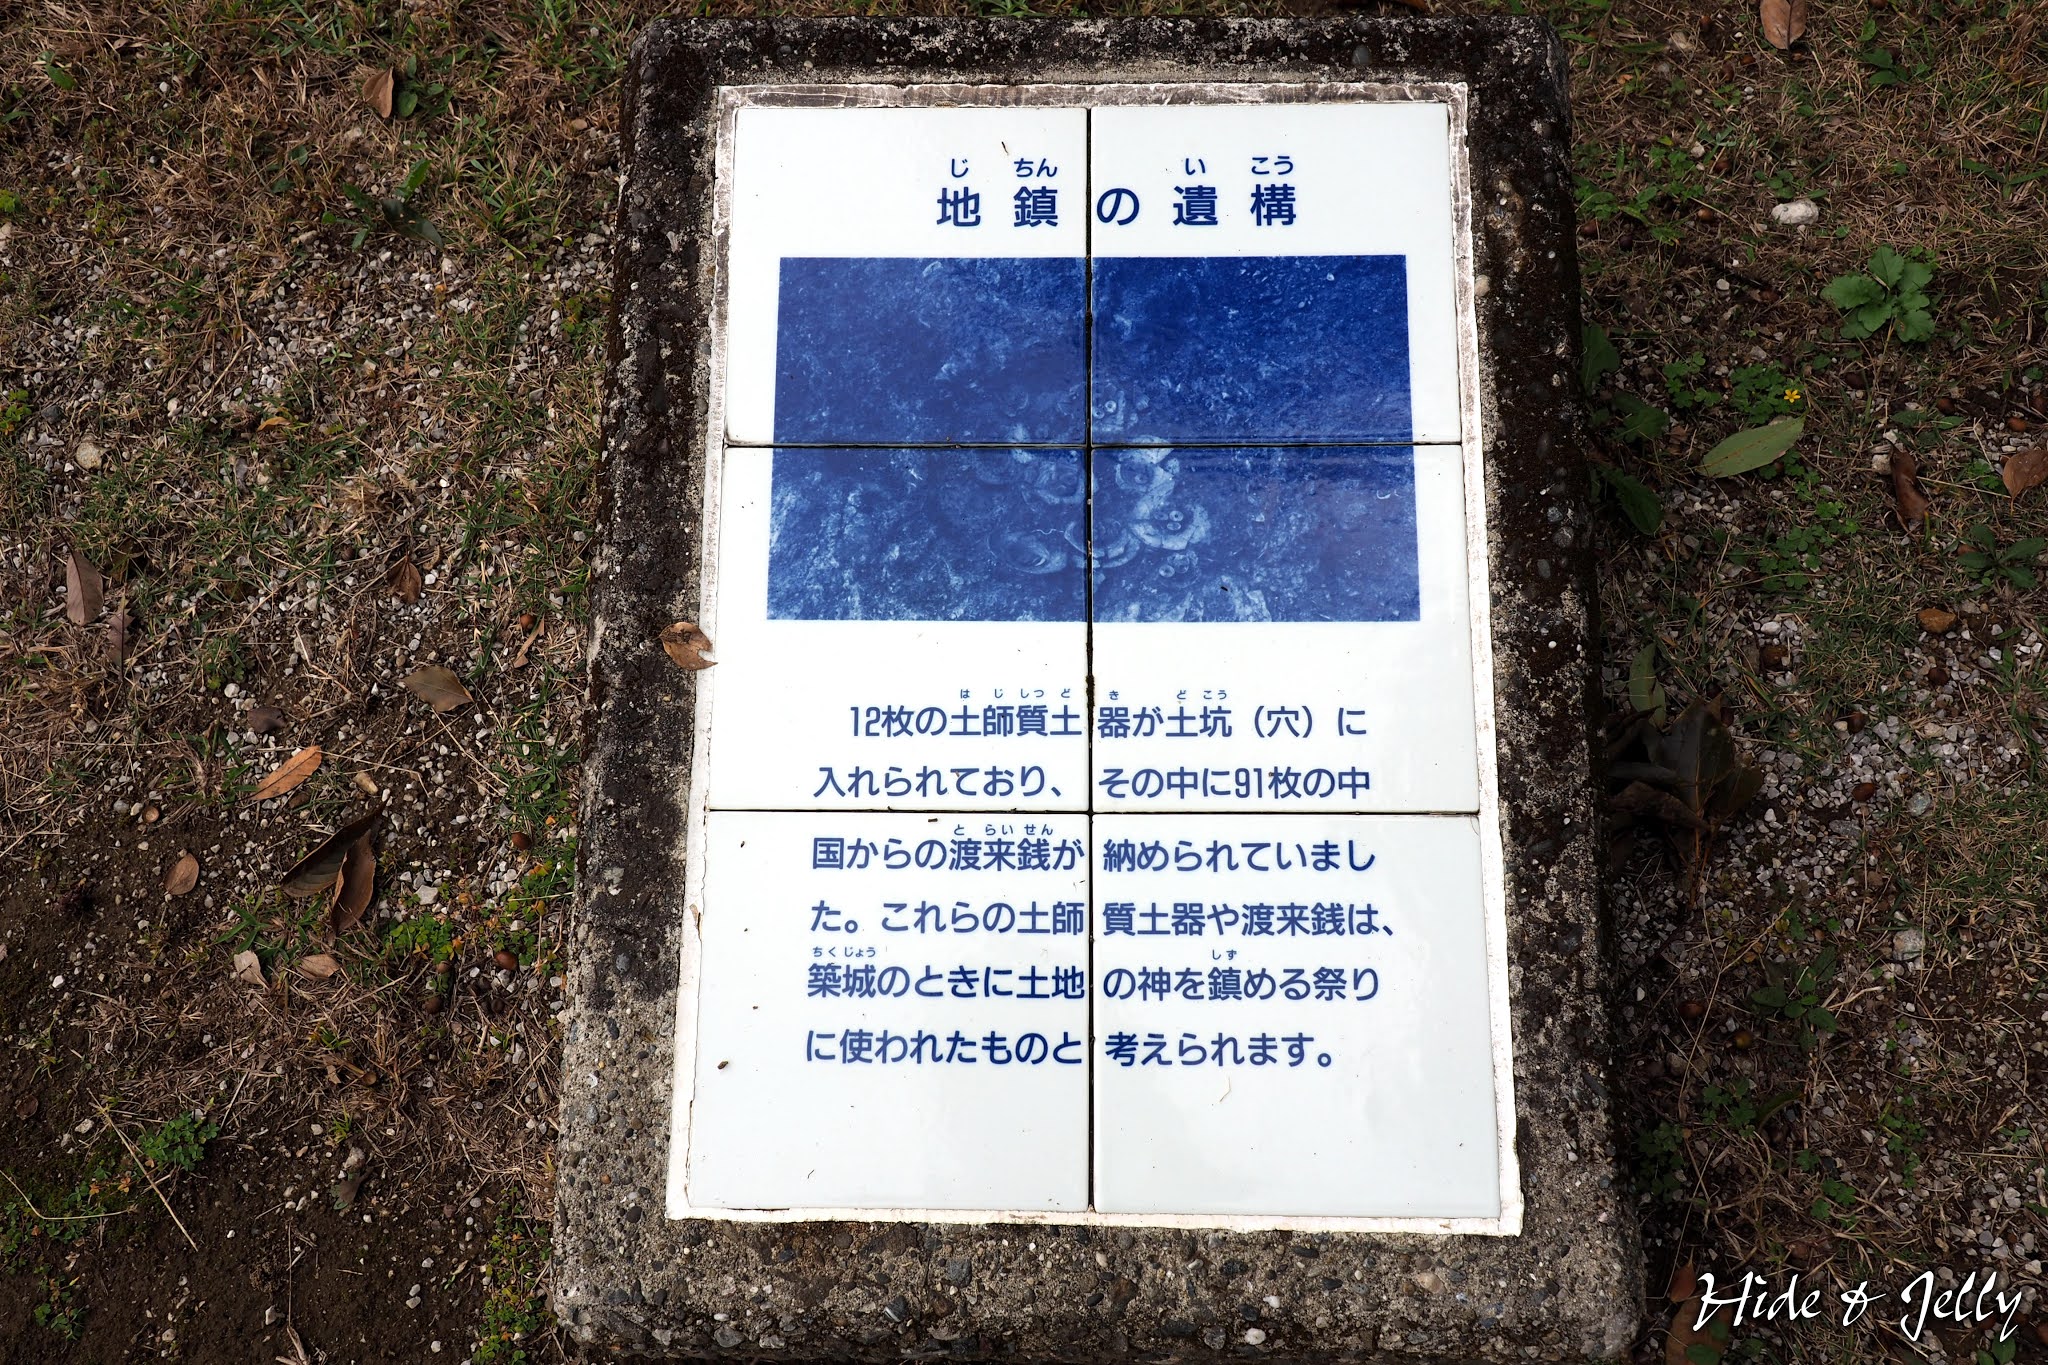 じ ちん い こう
地鎮の遺構
は じ しつ ど き ど こう
12枚の土師質土器が土坑（穴）に
入れられており、その中に91枚の中
と らい せん
国からの渡来銭が納められていまし
た。これらの土師質土器や渡来銭は、
ちくじょう しず
築城のときに土地の神を鎮める祭り
に使われたものと考えられます。
Hide & Jelly